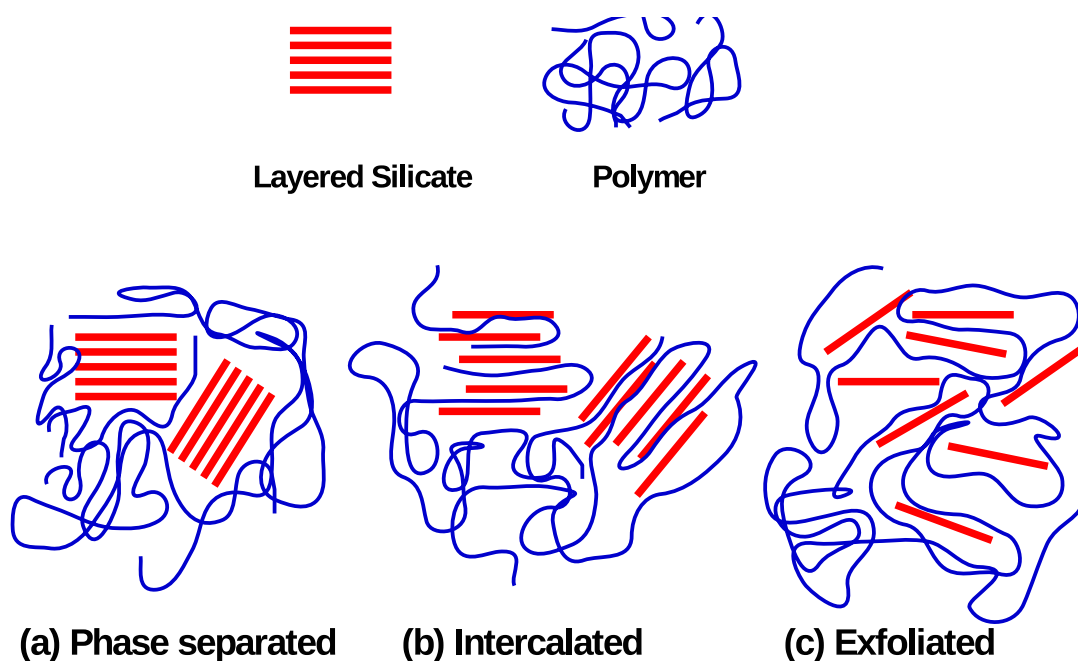 Layered Silicate
Polymer
(a) Phase separated
(b) Intercalated
(c) Exfoliated